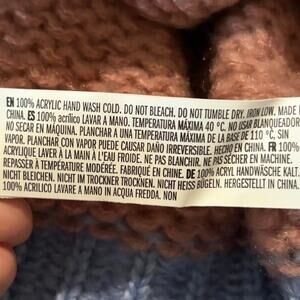 EN 100% ACRYLIC HAND WASH COLD. DO NOT BLEACH. DO NOT TUMBLE DRY. IRON LOW. MADE I
CHINA. ES 100% acrílico LAVAR A MANO. TEMPERATURA MÁXIMA 40 °C. NO USAR BLANQUEADOR
NO SECAR EN MÁQUINA. PLANCHAR A UNA TEMPERATURA MÁXIMA DE LA BASE DE 110 °C, SIN
VAPOR. PLANCHAR CON VAPOR PUEDE CAUSAR DAÑO IRREVERSIBLE. HECHO EN CHINA. FR 100%
ACRYLIQUE LAVER À LA MAIN À L'EAU FROIDE. NE PAS BLANCHIR. NE PAS SÉCHER EN MACHINE.
REPASSER À TEMPÉRATURE MODÉRÉE. FABRIQUÉ EN CHINE. DE 100% ACRYL HANDWÄSCHE KALT.
BLEICHEN. NICHT IM TROCKNER TROCKNEN. NICHT HEISS BÜGELN. HERGESTELLT IN CHINA.
100% ACRILICO LAVARE A MANO IN ACQUA FREDDA. NON